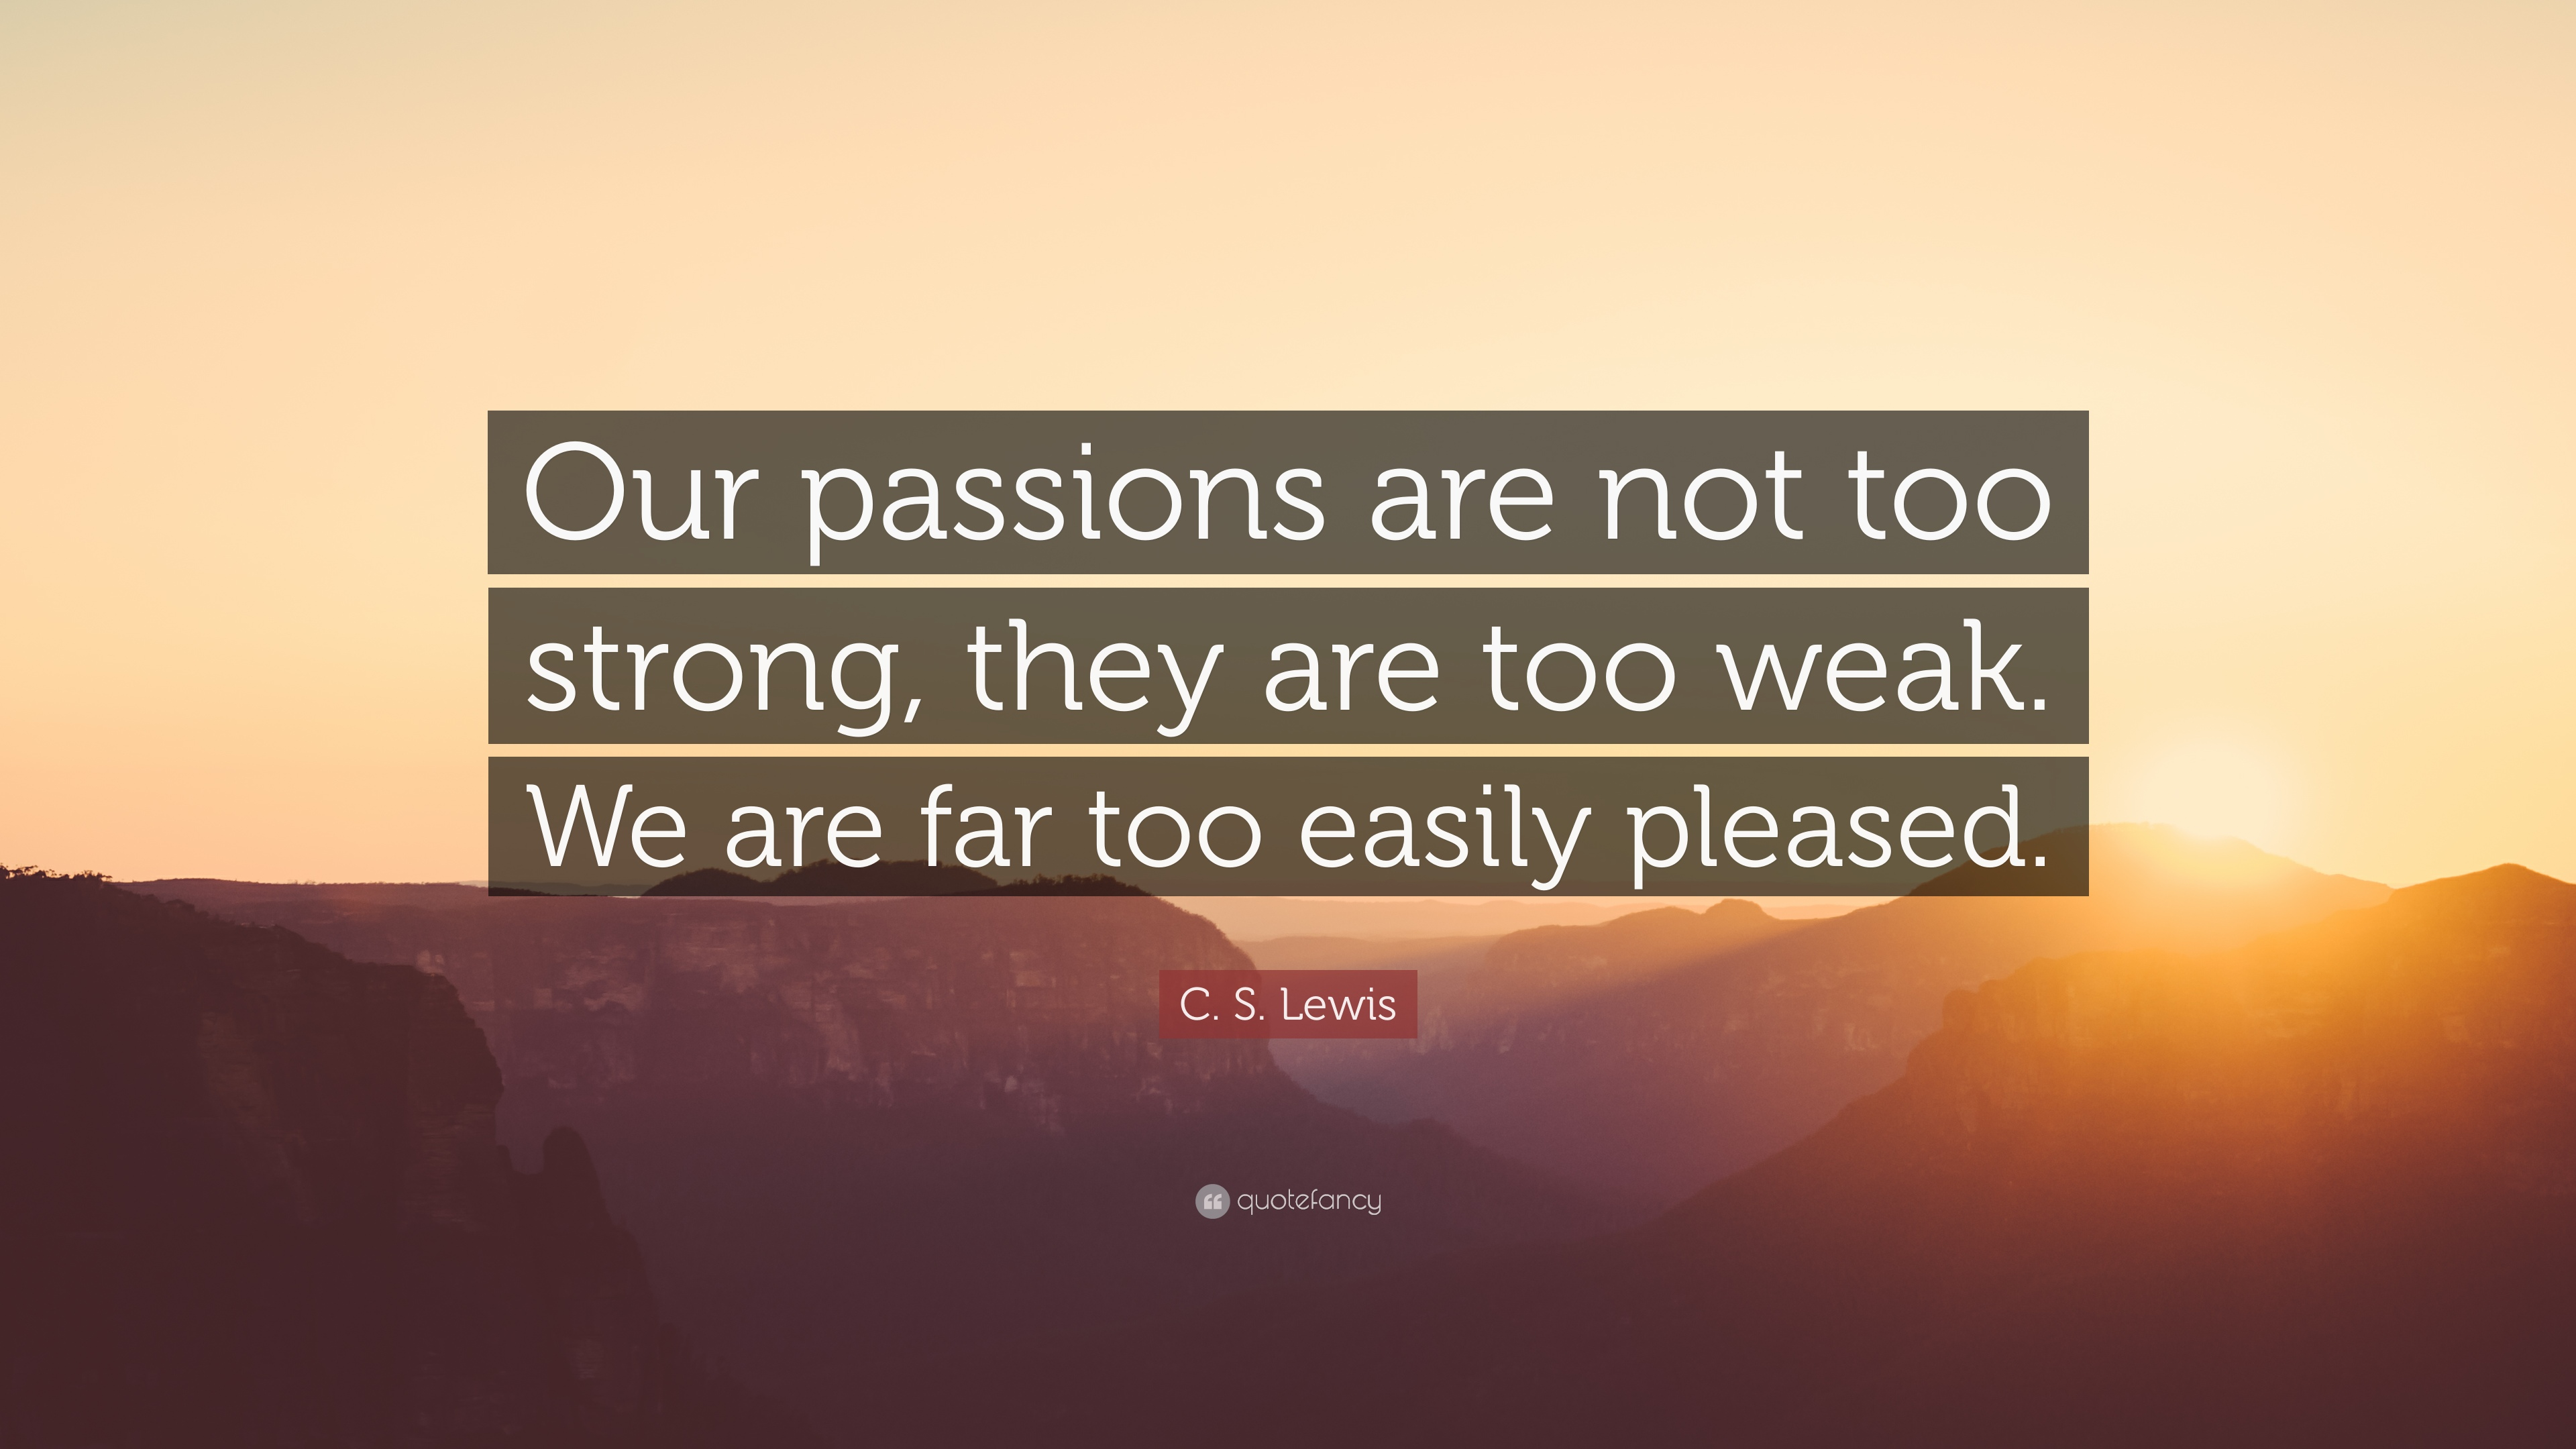 Our passions are not too
strong, they are too weak.
We are far too easily pleased.
C. S. Lewis
quotefancy